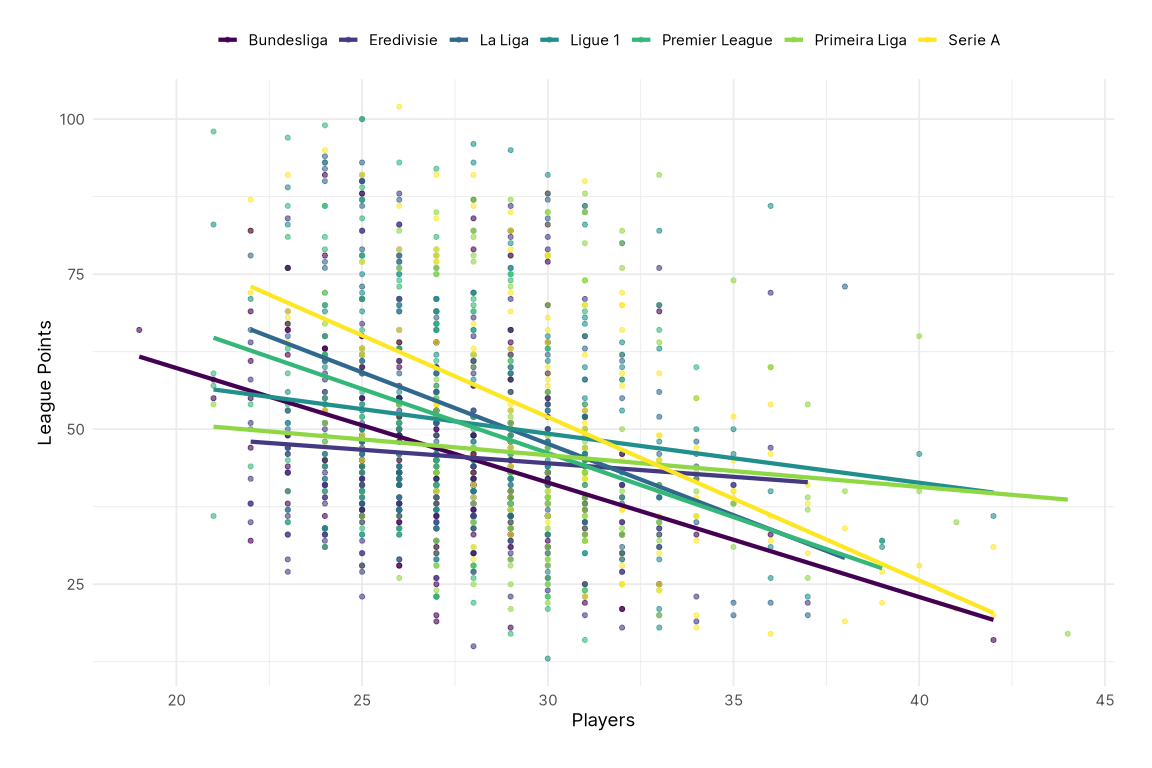 Bundesliga Eredivisie La Liga Ligue 1 Premier League Primeira Liga Serie A
100
75
50
25
League Points
20 25 30 35 40 45
Players